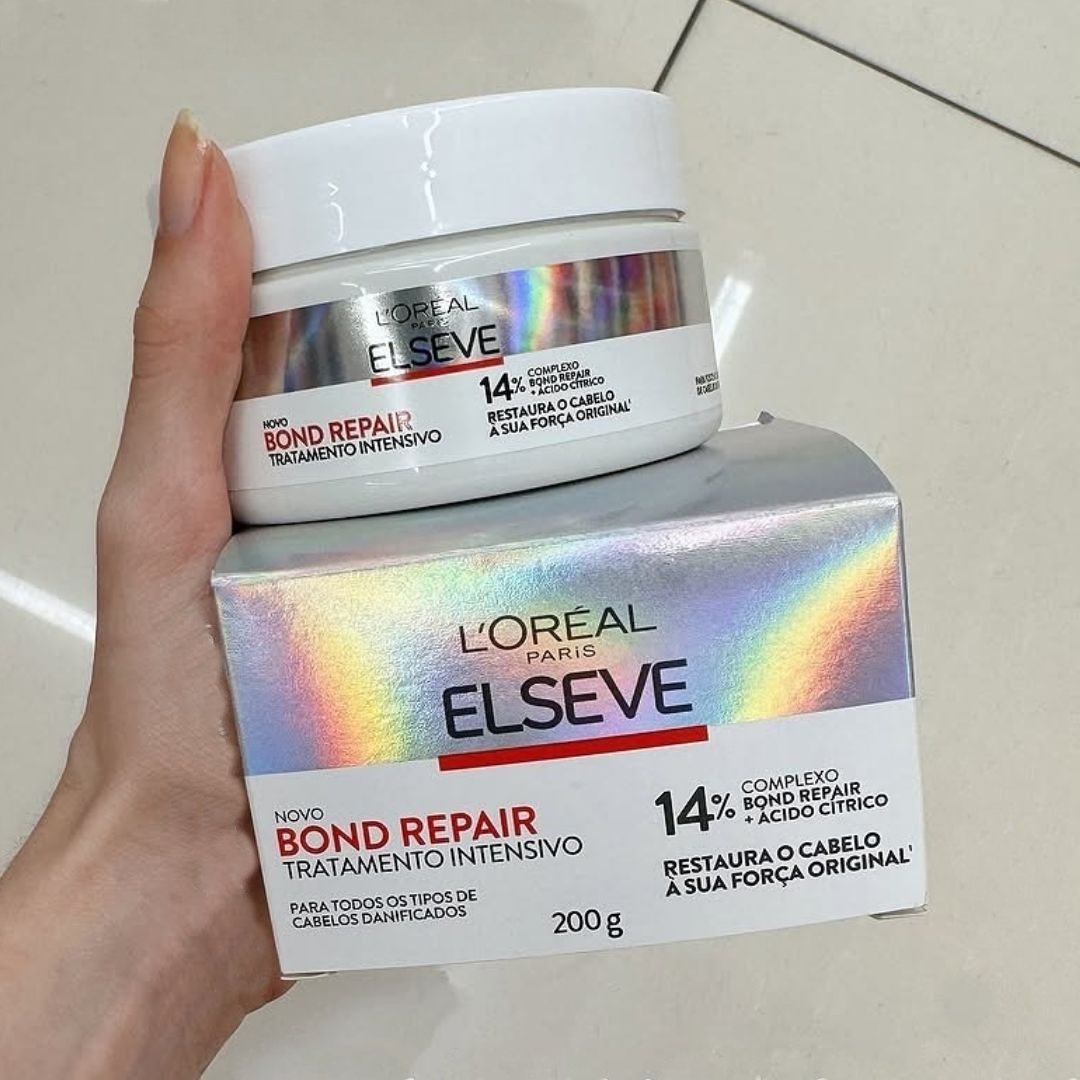 L'ORÉAL
PARIS
ELSEVE
NOVO
BOND REPAIR
TRATAMENTO INTENSIVO
14% COMPLEXO
BOND REPAIR
+ ÁCIDO CÍTRICO
RESTAURA O CABELO
À SUA FORÇA ORIGINAL¹
L'ORÉAL
PARIS
ELSEVE
NOVO
BOND REPAIR
TRATAMENTO INTENSIVO
PARA TODOS OS TIPOS DE
CABELOS DANIFICADOS
14% COMPLEXO
BOND REPAIR
+ ÁCIDO CÍTRICO
RESTAURA O CABELO
À SUA FORÇA ORIGINAL¹
200 g